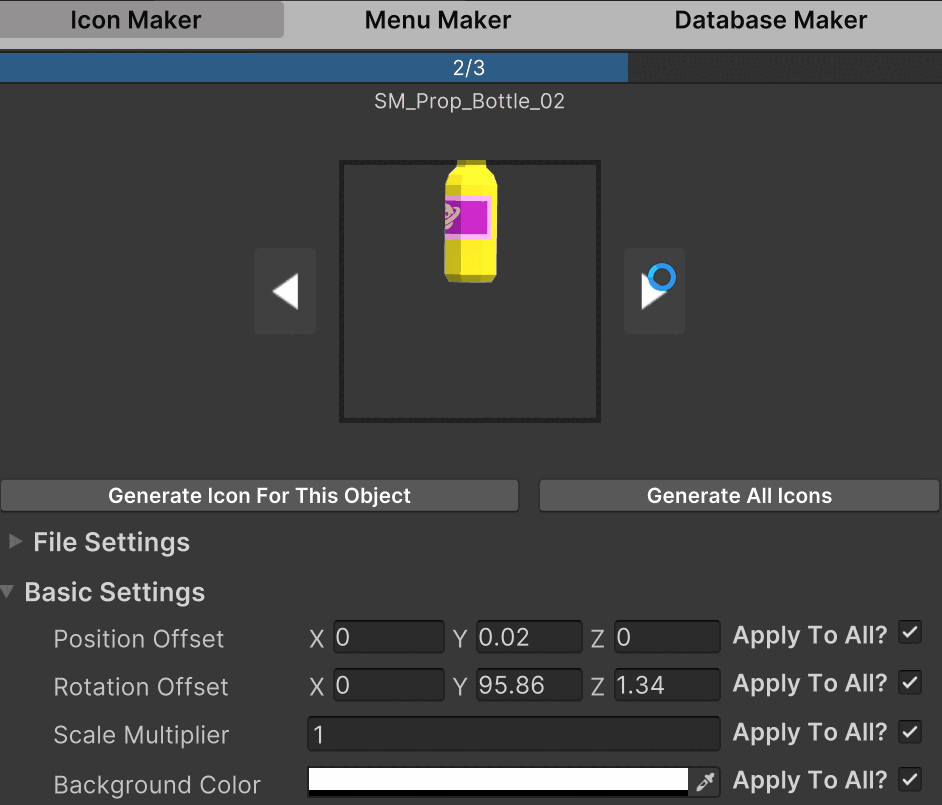 Icon Maker Menu Maker Database Maker
2/3
SM_Prop_Bottle_02
Generate Icon For This Object Generate All Icons
File Settings
Basic Settings
Position Offset X 0 Y 0.02 Z 0 Apply To All?
Rotation Offset X 0 Y 95.86 Z 1.34 Apply To All?
Scale Multiplier 1 Apply To All?
Background Color Apply To All?